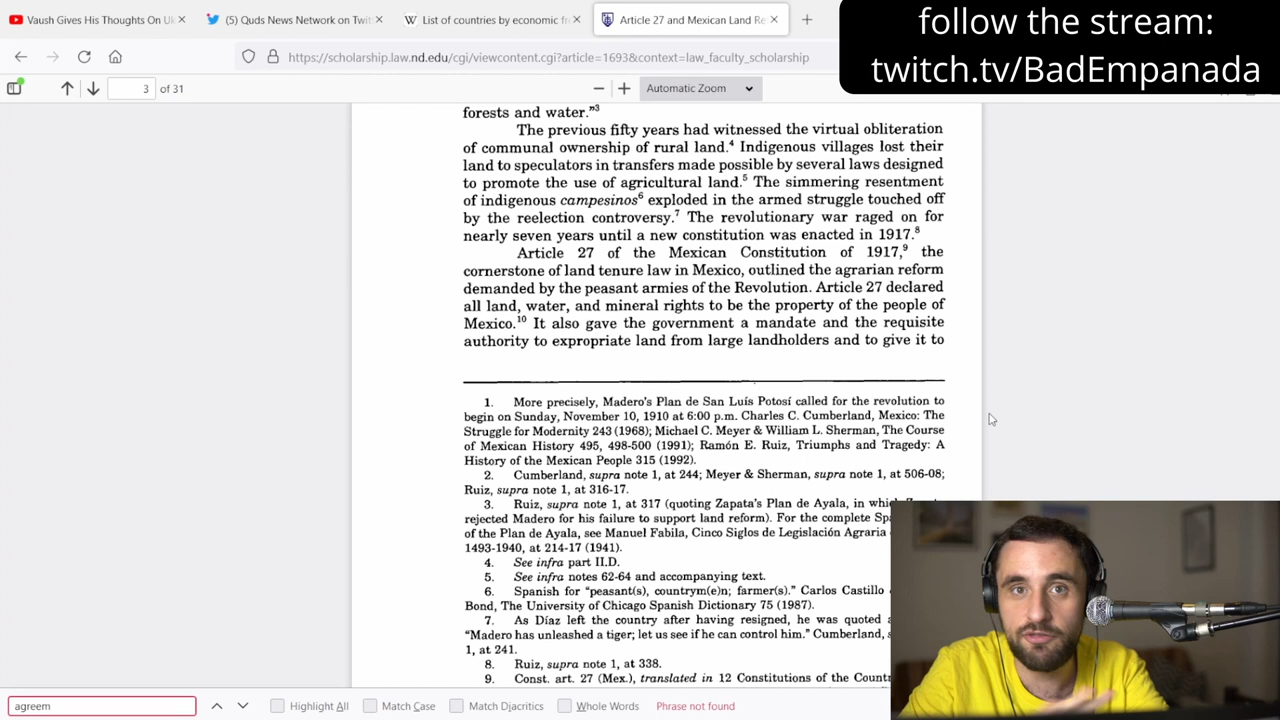 Vaush Gives His Thoughts On Uk
(5) Quds News Network on Twit
List of countries by economic fr
Article 27 and Mexican Land Re
follow the stream:
twitch.tv/BadEmpanada
https://scholarship.law.nd.edu/cgi/viewcontent.cgi?article=1693&context=law_faculty_scholarship
3 of 31
Automatic Zoom
forests and water."3
The previous fifty years had witnessed the virtual obliteration
of communal ownership of rural land.4 Indigenous villages lost their
land to speculators in transfers made possible by several laws designed
to promote the use of agricultural land.5 The simmering resentment
of indigenous campesinos6 exploded in the armed struggle touched off
by the reelection controversy.7 The revolutionary war raged on for
nearly seven years until a new constitution was enacted in 1917.8
Article 27 of the Mexican Constitution of 1917,9 the
cornerstone of land tenure law in Mexico, outlined the agrarian reform
demanded by the peasant armies of the Revolution. Article 27 declared
all land, water, and mineral rights to be the property of the people of
Mexico.10 It also gave the government a mandate and the requisite
authority to expropriate land from large landholders and to give it to
1. More precisely, Madero's Plan de San Luís Potosí called for the revolution to
begin on Sunday, November 10, 1910 at 6:00 p.m. Charles C. Cumberland, Mexico: The
Struggle for Modernity 243 (1968); Michael C. Meyer & William L. Sherman, The Course
of Mexican History 495, 498-500 (1991); Ramón E. Ruiz, Triumphs and Tragedy: A
History of the Mexican People 315 (1992).
2. Cumberland, supra note 1, at 244; Meyer & Sherman, supra note 1, at 506-08;
Ruiz, supra note 1, at 316-17.
3. Ruiz, supra note 1, at 317 (quoting Zapata's Plan de Ayala, in which
rejected Madero for his failure to support land reform). For the complete Sp
of the Plan de Ayala, see Manuel Fabila, Cinco Siglos de Legislación Agraria
1493-1940, at 214-17 (1941).
4. See infra part II.D.
5. See infra notes 62-64 and accompanying text.
6. Spanish for "peasant(s), countrym(e)n; farmer(s)." Carlos Castillo
Bond, The University of Chicago Spanish Dictionary 75 (1987).
7. As Díaz left the country after having resigned, he was quoted a
"Madero has unleashed a tiger; let us see if he can control him." Cumberland, s
1, at 241.
8. Ruiz, supra note 1, at 338.
9. Const. art. 27 (Mex.), translated in 12 Constitutions of the Count
agreem
Highlight All
Match Case
Match Diacritics
Whole Words
Phrase not found